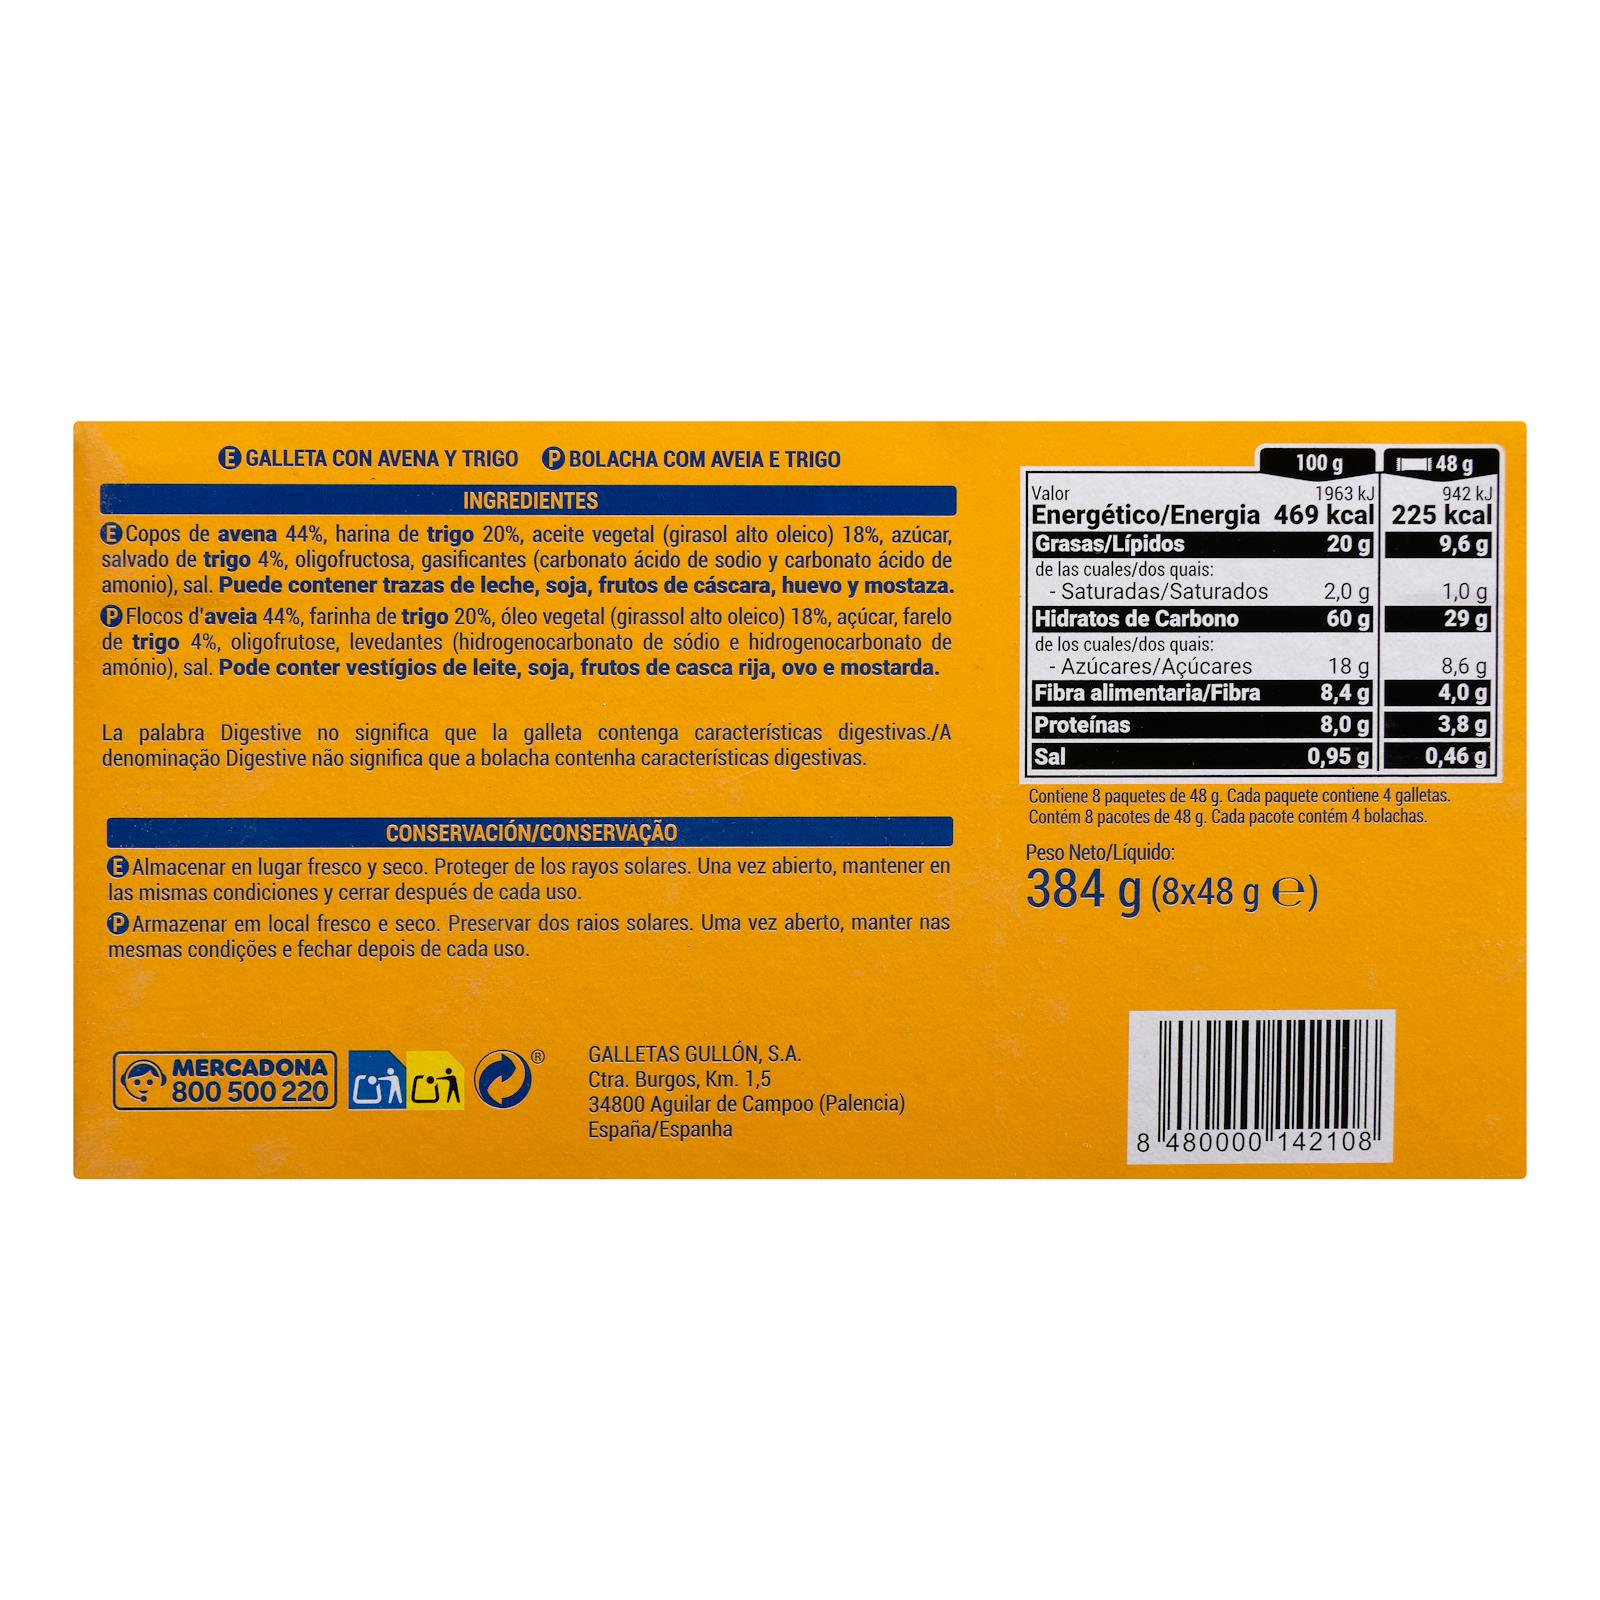 E GALLETA CON AVENA Y TRIGO P BOLACHA COM AVEIA E TRIGO
INGREDIENTES
E Copos de avena 44%, harina de trigo 20%, aceite vegetal (girasol alto oleico) 18%, azúcar,
salvado de trigo 4%, oligofructosa, gasificantes (carbonato ácido de sodio y carbonato ácido de
amonio), sal. Puede contener trazas de leche, soja, frutos de cáscara, huevo y mostaza.
P Flocos d'aveia 44%, farinha de trigo 20%, óleo vegetal (girassol alto oleico) 18%, açúcar, farelo
de trigo 4%, oligofrutose, levedantes (hidrogenocarbonato de sódio e hidrogenocarbonato de
amónio), sal. Pode conter vestígios de leite, soja, frutos de casca rija, ovo e mostarda.
La palabra Digestive no significa que la galleta contenga características digestivas./A
denominação Digestive não significa que a bolacha contenha características digestivas.
CONSERVACIÓN/CONSERVAÇÃO
E Almacenar en lugar fresco y seco. Proteger de los rayos solares. Una vez abierto, mantener en
las mismas condiciones y cerrar después de cada uso.
P Armazenar em local fresco e seco. Preservar dos raios solares. Uma vez aberto, manter nas
mesmas condições e fechar depois de cada uso.
MERCADONA
800 500 220
®
GALLETAS GULLÓN, S.A.
Ctra. Burgos, Km. 1,5
34800 Aguilar de Campoo (Palencia)
España/Espanha
100 g 48 g
Valor 1963 kJ 942 kJ
Energético/Energia 469 kcal 225 kcal
Grasas/Lípidos 20 g 9,6 g
de las cuales/dos quais:
- Saturadas/Saturados 2,0 g 1,0 g
Hidratos de Carbono 60 g 29 g
de los cuales/dos quais:
- Azúcares/Açúcares 18 g 8,6 g
Fibra alimentaria/Fibra 8,4 g 4,0 g
Proteínas 8,0 g 3,8 g
Sal 0,95 g 0,46 g
Contiene 8 paquetes de 48 g. Cada paquete contiene 4 galletas.
Contém 8 pacotes de 48 g. Cada pacote contém 4 bolachas.
Peso Neto/Líquido:
384 g (8x48 g ℮)
8 480000 142108